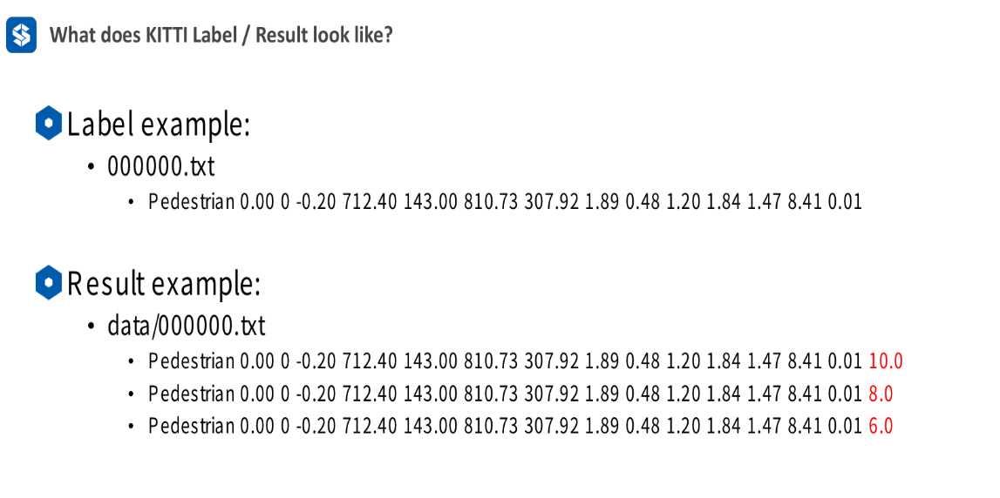 What does KITTI Label / Result look like?
Label example:
• 000000.txt
• Pedestrian 0.00 0 -0.20 712.40 143.00 810.73 307.92 1.89 0.48 1.20 1.84 1.47 8.41 0.01
Result example:
• data/000000.txt
• Pedestrian 0.00 0 -0.20 712.40 143.00 810.73 307.92 1.89 0.48 1.20 1.84 1.47 8.41 0.01 10.0
• Pedestrian 0.00 0 -0.20 712.40 143.00 810.73 307.92 1.89 0.48 1.20 1.84 1.47 8.41 0.01 8.0
• Pedestrian 0.00 0 -0.20 712.40 143.00 810.73 307.92 1.89 0.48 1.20 1.84 1.47 8.41 0.01 6.0